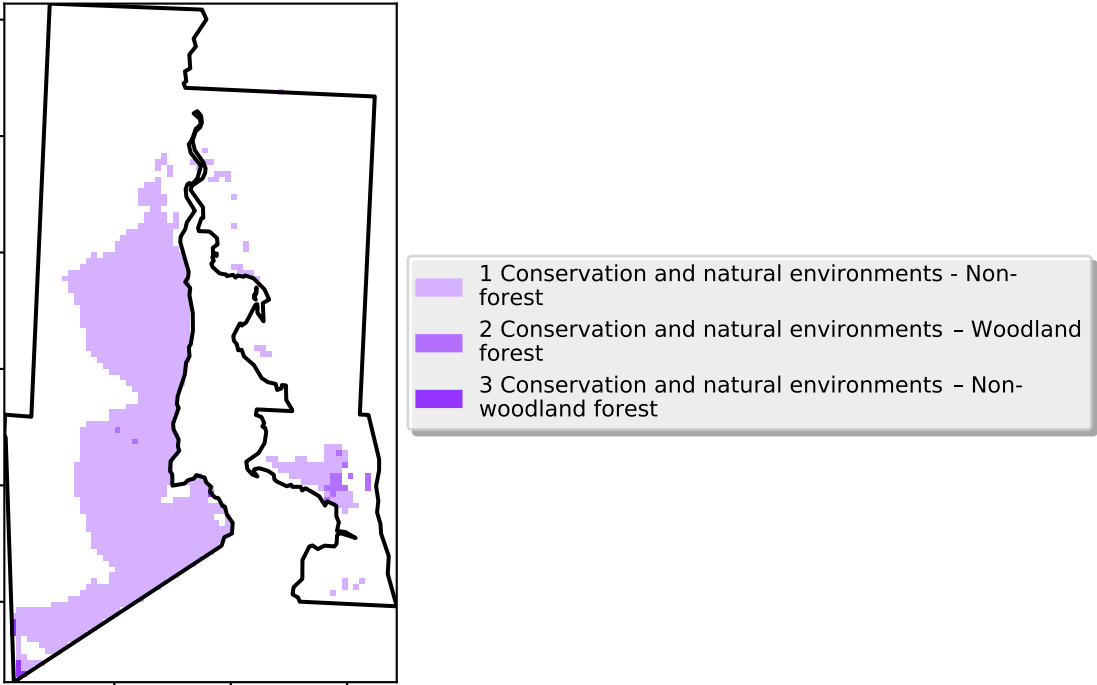 1 Conservation and natural environments - Non-
forest
2 Conservation and natural environments – Woodland
forest
3 Conservation and natural environments – Non-
woodland forest